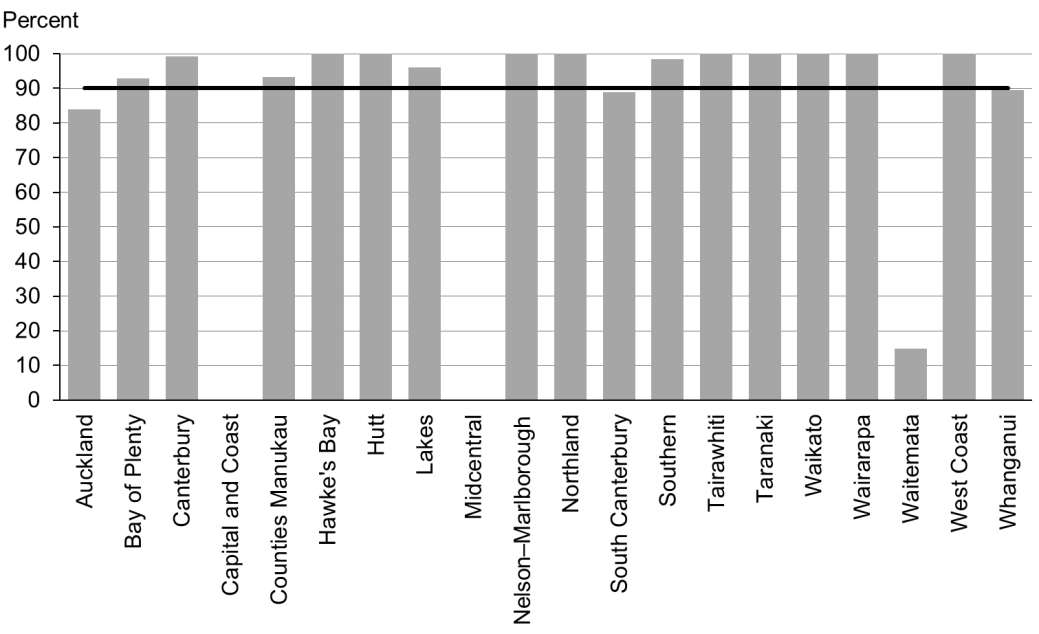 Percent
100
90
80
70
60
50
40
30
20
10
0
Auckland
Bay of Plenty
Canterbury
Capital and Coast
Counties Manukau
Hawke's Bay
Hutt
Lakes
Midcentral
Nelson–Marlborough
Northland
South Canterbury
Southern
Tairawhiti
Taranaki
Waikato
Wairarapa
Waitemata
West Coast
Whanganui